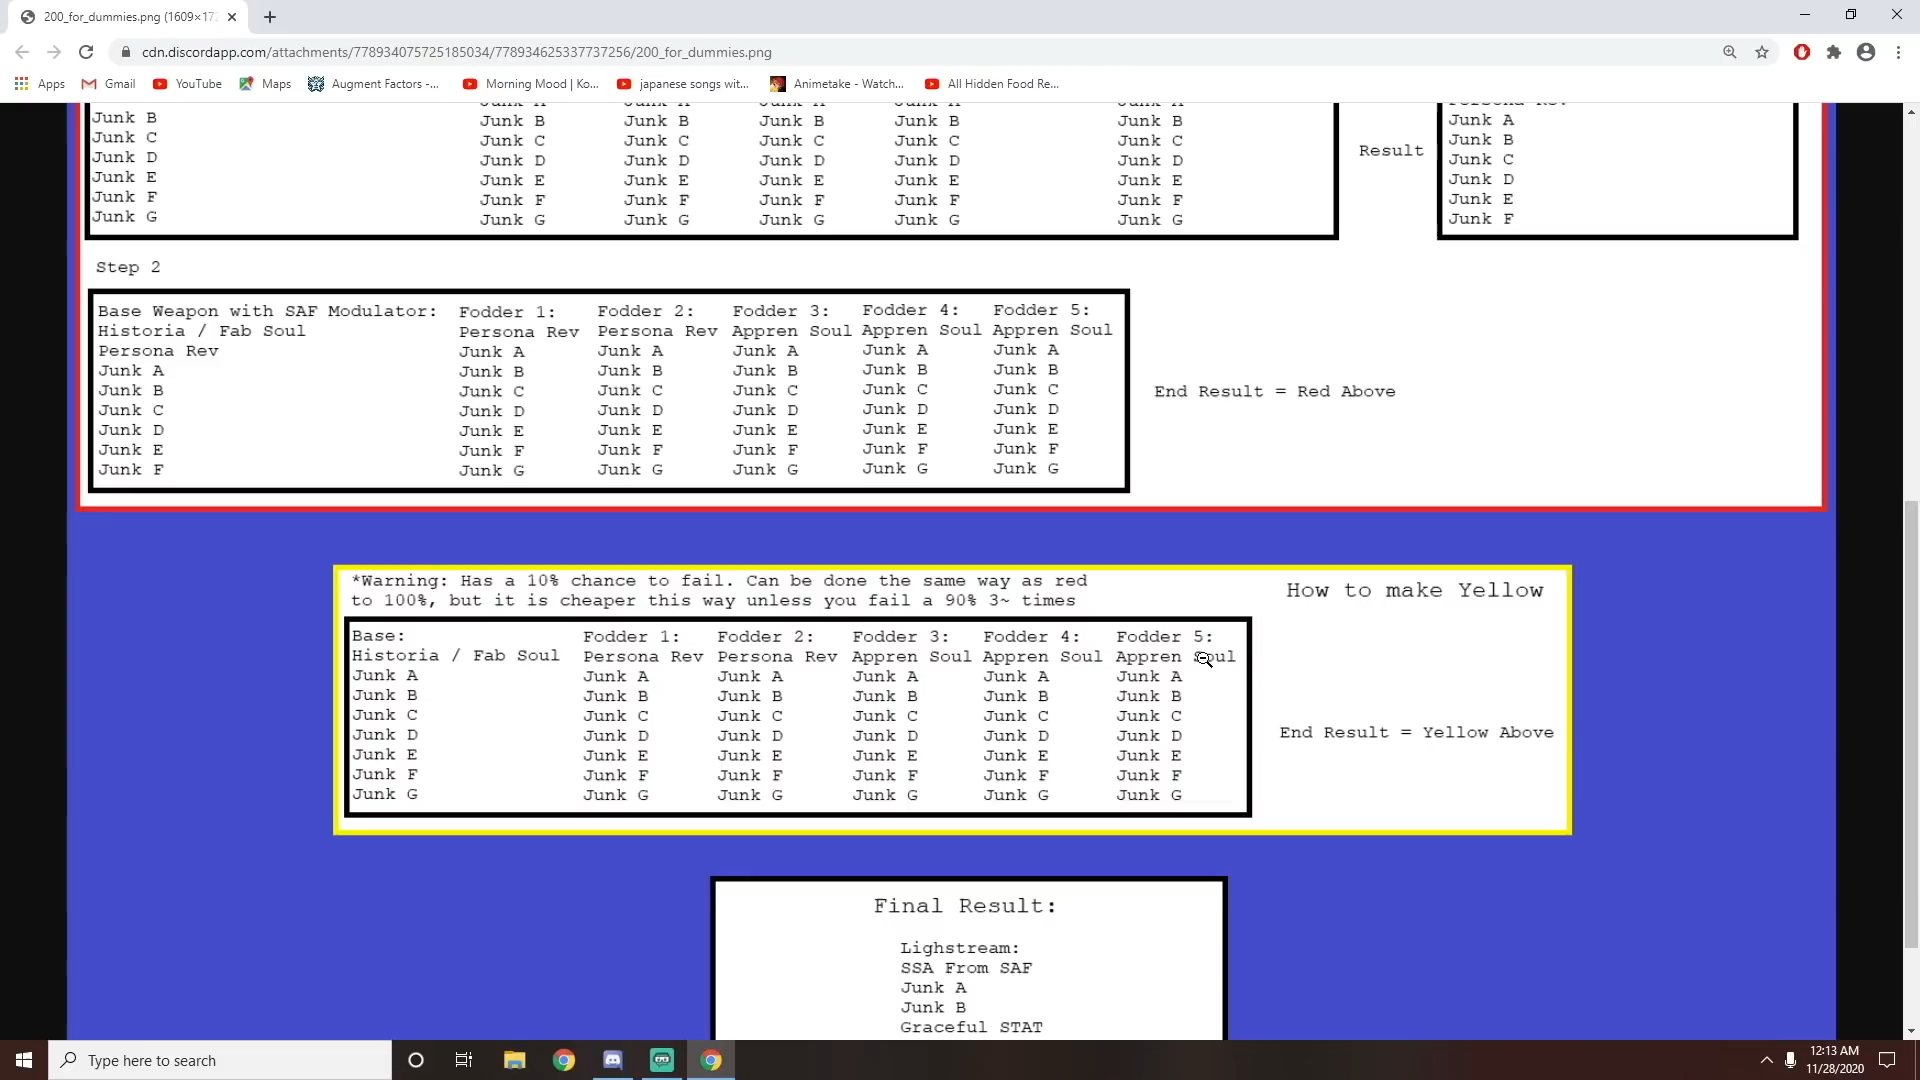 200_for_dummies.png (1609×17
cdn.discordapp.com/attachments/778934075725185034/778934625337737256/200_for_dummies.png
Apps Gmail YouTube Maps Augment Factors -... Morning Mood | Ko... japanese songs wit... Animetake - Watch... All Hidden Food Re...
Junk A Junk A Junk A Junk A Junk A Persona Rev
Junk B Junk B Junk B Junk B Junk B Junk B Junk A
Junk C Junk C Junk C Junk C Junk C Junk C Junk B
Junk D Junk D Junk D Junk D Junk D Junk D Result Junk C
Junk E Junk E Junk E Junk E Junk E Junk E Junk D
Junk F Junk F Junk F Junk F Junk F Junk F Junk E
Junk G Junk G Junk G Junk G Junk G Junk G Junk F
Step 2
Base Weapon with SAF Modulator: Fodder 1: Fodder 2: Fodder 3: Fodder 4: Fodder 5:
Historia / Fab Soul Persona Rev Persona Rev Appren Soul Appren Soul Appren Soul
Persona Rev Junk A Junk A Junk A Junk A Junk A
Junk A Junk B Junk B Junk B Junk B Junk B
Junk B Junk C Junk C Junk C Junk C Junk C End Result = Red Above
Junk C Junk D Junk D Junk D Junk D Junk D
Junk D Junk E Junk E Junk E Junk E Junk E
Junk E Junk F Junk F Junk F Junk F Junk F
Junk F Junk G Junk G Junk G Junk G Junk G
*Warning: Has a 10% chance to fail. Can be done the same way as red
to 100%, but it is cheaper this way unless you fail a 90% 3~ times
How to make Yellow
Base: Fodder 1: Fodder 2: Fodder 3: Fodder 4: Fodder 5:
Historia / Fab Soul Persona Rev Persona Rev Appren Soul Appren Soul Appren Soul
Junk A Junk A Junk A Junk A Junk A Junk A
Junk B Junk B Junk B Junk B Junk B Junk B
Junk C Junk C Junk C Junk C Junk C Junk C
Junk D Junk D Junk D Junk D Junk D Junk D End Result = Yellow Above
Junk E Junk E Junk E Junk E Junk E Junk E
Junk F Junk F Junk F Junk F Junk F Junk F
Junk G Junk G Junk G Junk G Junk G Junk G
Final Result:
Lighstream:
SSA From SAF
Junk A
Junk B
Graceful STAT
Type here to search
12:13 AM
11/28/2020